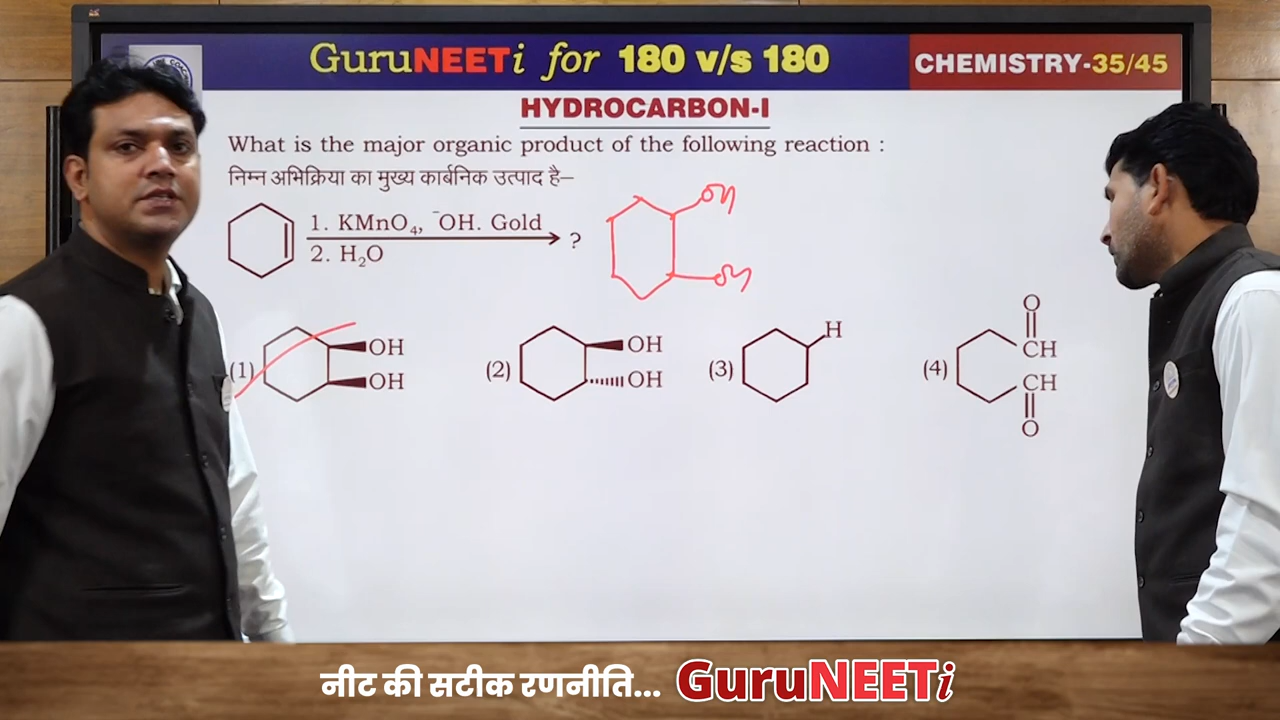 GuruNEETi for 180 v/s 180
CHEMISTRY-35/45
HYDROCARBON-I
What is the major organic product of the following reaction :
निम्न अभिक्रिया का मुख्य कार्बनिक उत्पाद है–
1. KMnO₄, ⁻OH. Gold
2. H₂O
?
OH
OH
(1)
OH
OH
(2)
OH
OH
(3)
H
(4)
O
CH
CH
O
नीट की सटीक रणनीति... GuruNEETi